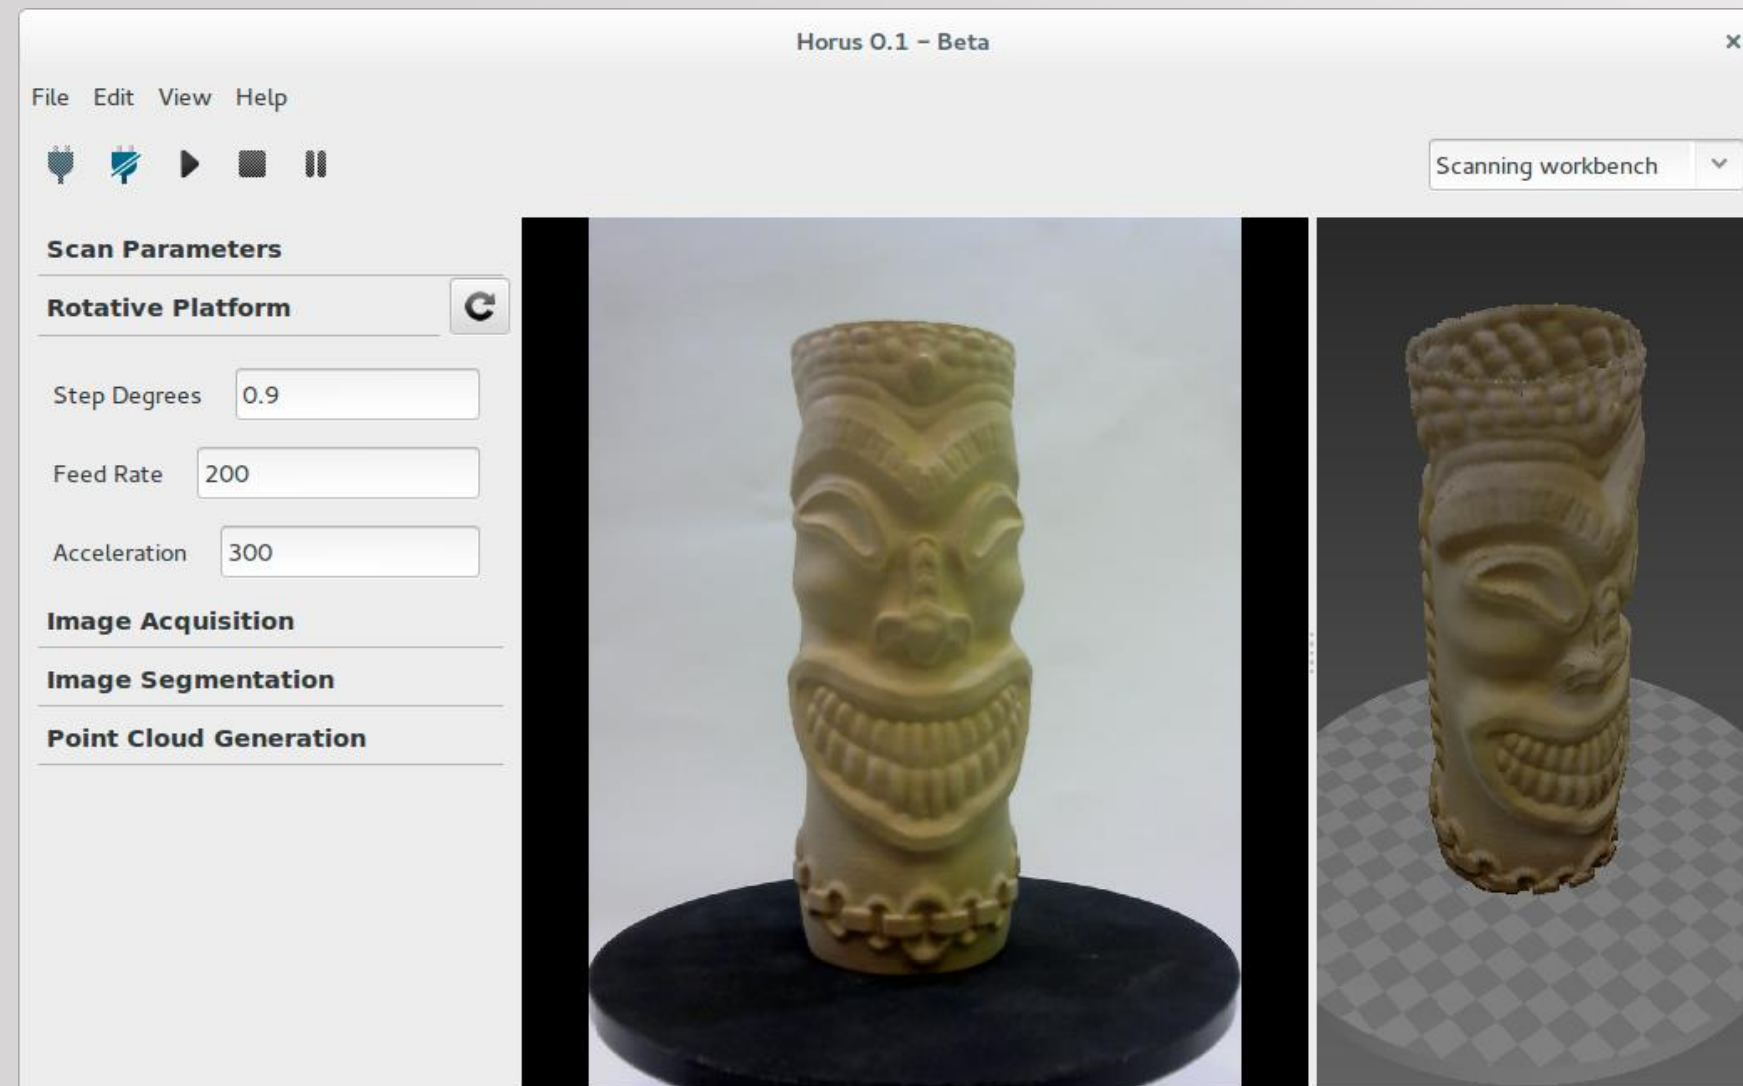 Horus 0.1 – Beta
File Edit View Help
Scanning workbench
Scan Parameters
Rotative Platform
Step Degrees 0.9
Feed Rate 200
Acceleration 300
Image Acquisition
Image Segmentation
Point Cloud Generation